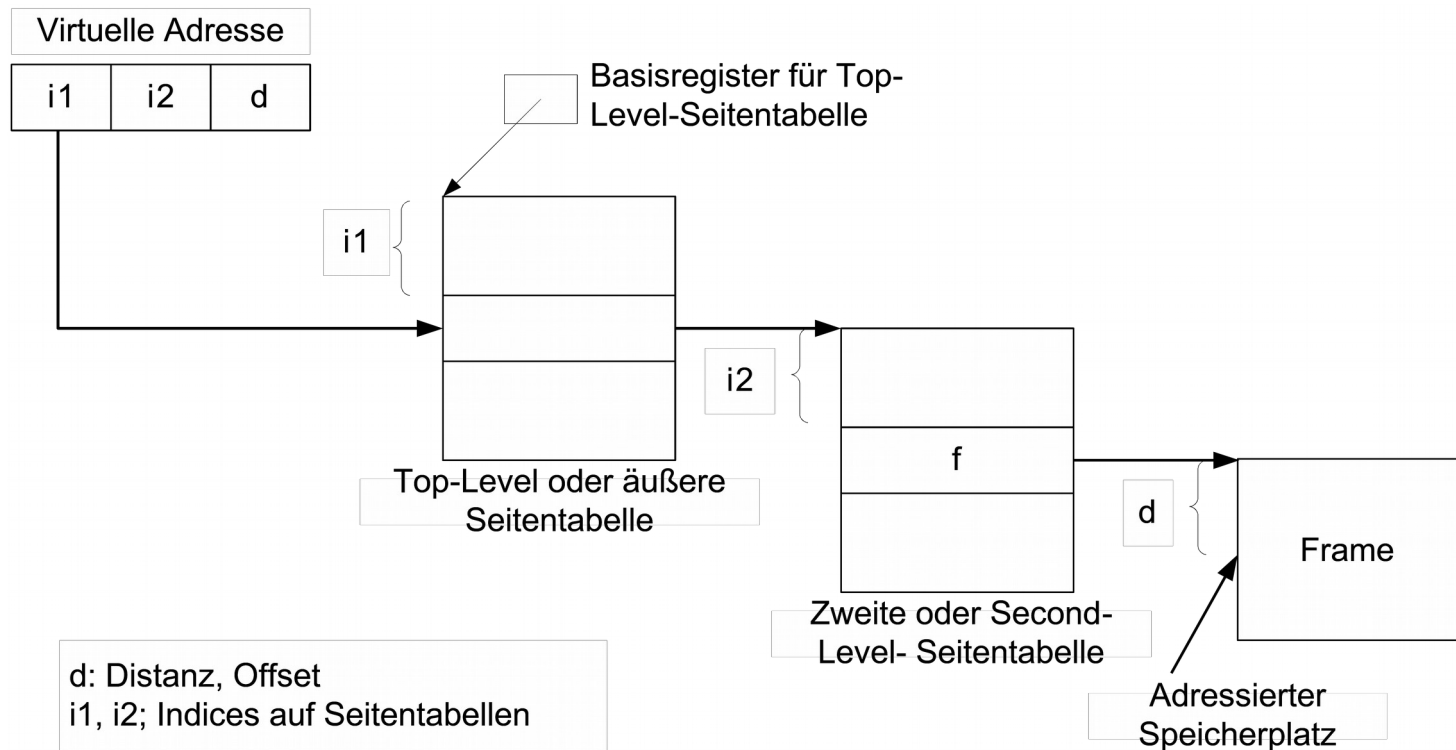 Virtuelle Adresse
i1 i2 d
Basisregister für Top-
Level-Seitentabelle
i1
i2
Top-Level oder äußere
Seitentabelle
f
d
Frame
Zweite oder Second-
Level- Seitentabelle
d: Distanz, Offset
i1, i2; Indices auf Seitentabellen
Adressierter
Speicherplatz